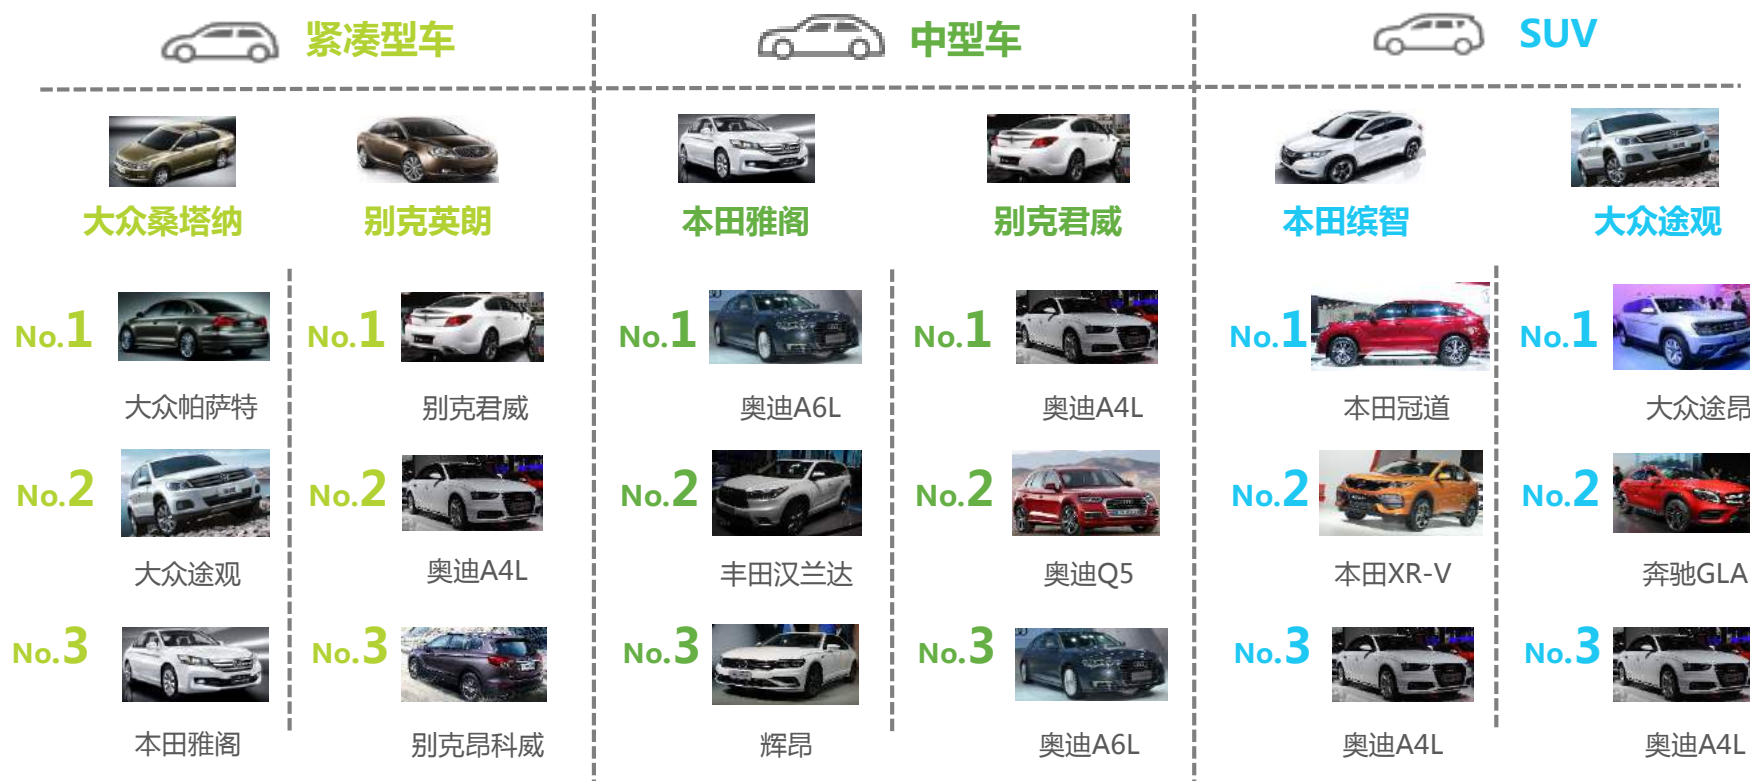 紧凑型车
中型车
SUV
大众桑塔纳
别克英朗
本田雅阁
别克君威
本田缤智
大众途观
No.1
No.1
No.1
No.1
No.1
No.1
大众帕萨特
别克君威
奥迪A6L
奥迪A4L
本田冠道
大众途昂
No.2
No.2
No.2
No.2
No.2
No.2
大众途观
奥迪A4L
丰田汉兰达
奥迪Q5
本田XR-V
奔驰GLA
No.3
No.3
No.3
No.3
No.3
No.3
本田雅阁
别克昂科威
辉昂
奥迪A6L
奥迪A4L
奥迪A4L